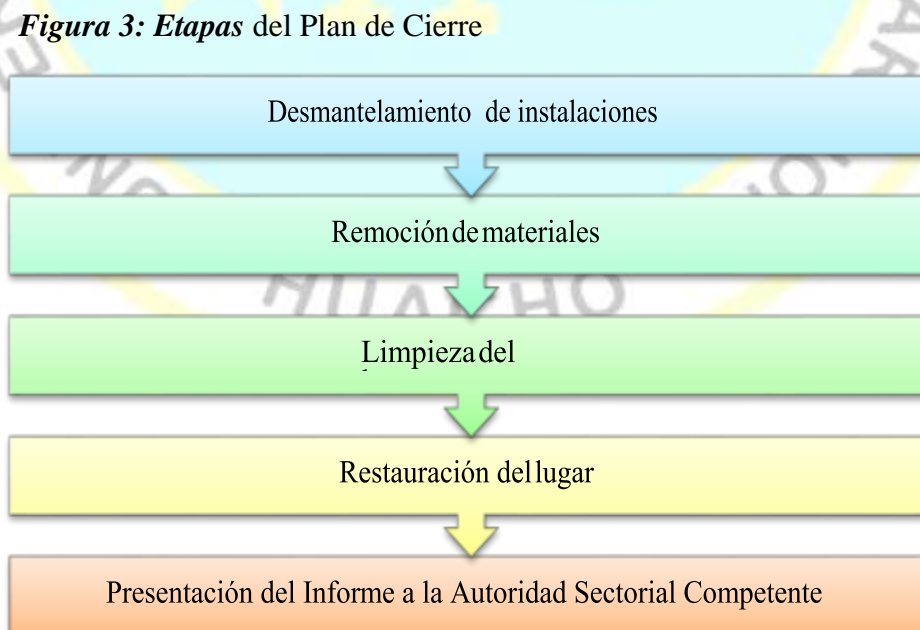 Figura 3: Etapas del Plan de Cierre
Desmantelamiento de instalaciones
Remoción de materiales
Limpieza del
HUACHO
Restauración del lugar
Presentación del Informe a la Autoridad Sectorial Competente